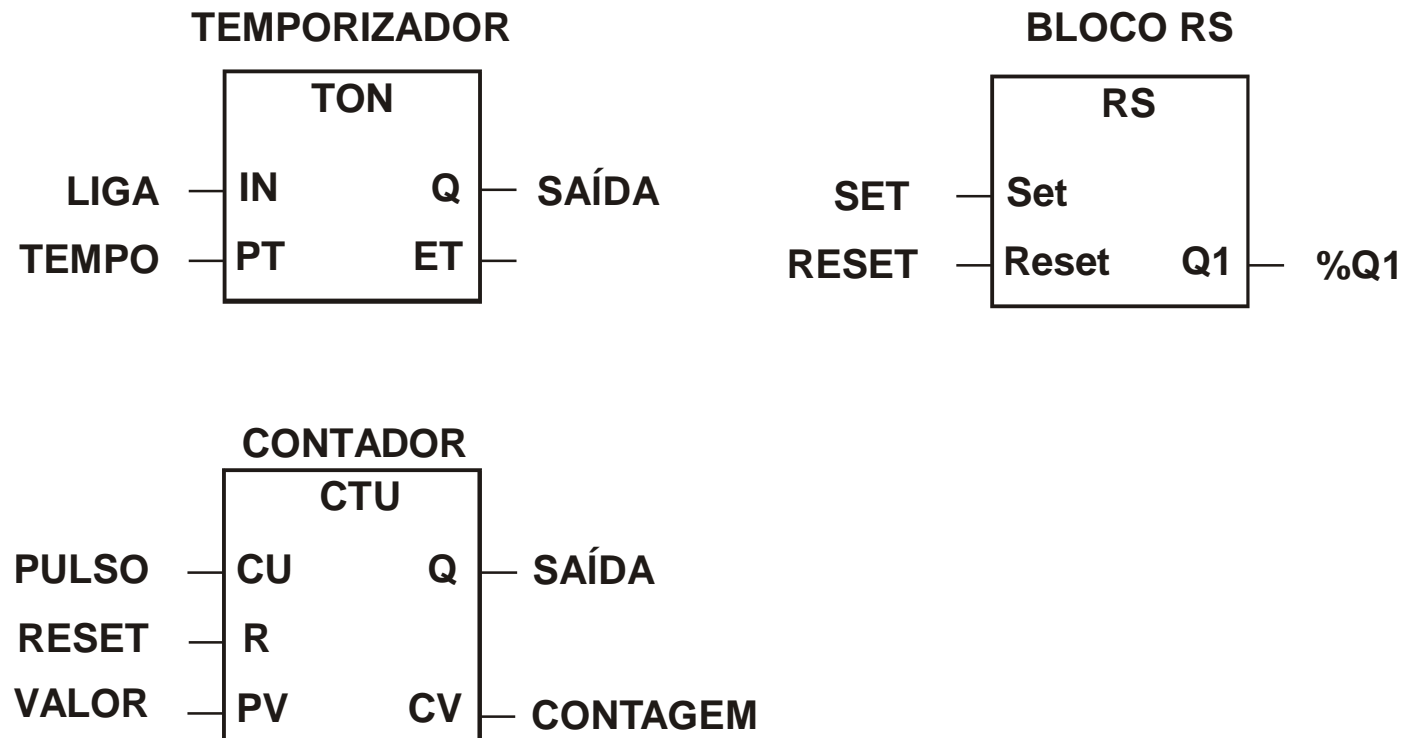 TEMPORIZADOR
TON
LIGA IN Q SAÍDA
TEMPO PT ET
BLOCO RS
RS
SET Set
RESET Reset Q1 %Q1
CONTADOR
CTU
PULSO CU Q SAÍDA
RESET R
VALOR PV CV CONTAGEM